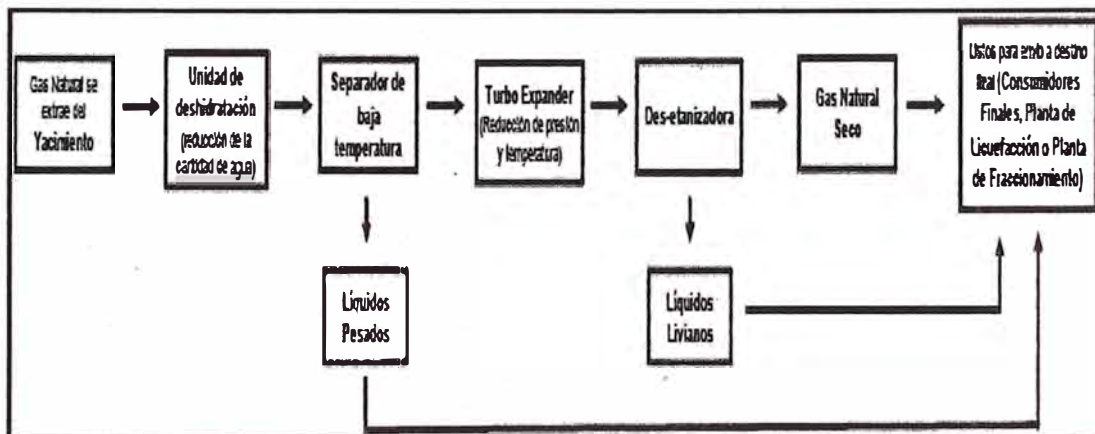 Gas Natural se
extrae del
Yacimiento
Unidad de
deshidratación
(reducción de la
cantidad de agua)
Separador de
baja
temperatura
Turbo Expander
(Reducción de presión
y temperatura)
Des-etanizadora
Gas Natural
Seco
Listos para envío a destino
final (Consumidores
Finales, Planta de
Licuefacción o Planta
de Fraccionamiento)
Líquidos
Pesados
Líquidos
Livianos